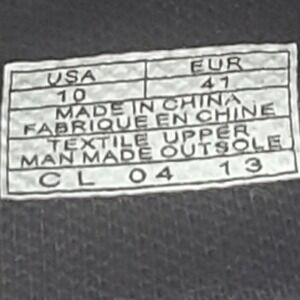 USA EUR
10 41
MADE IN CHINA
FABRIQUE EN CHINE
TEXTILE UPPER
MAN MADE OUTSOLE
CL 04 13